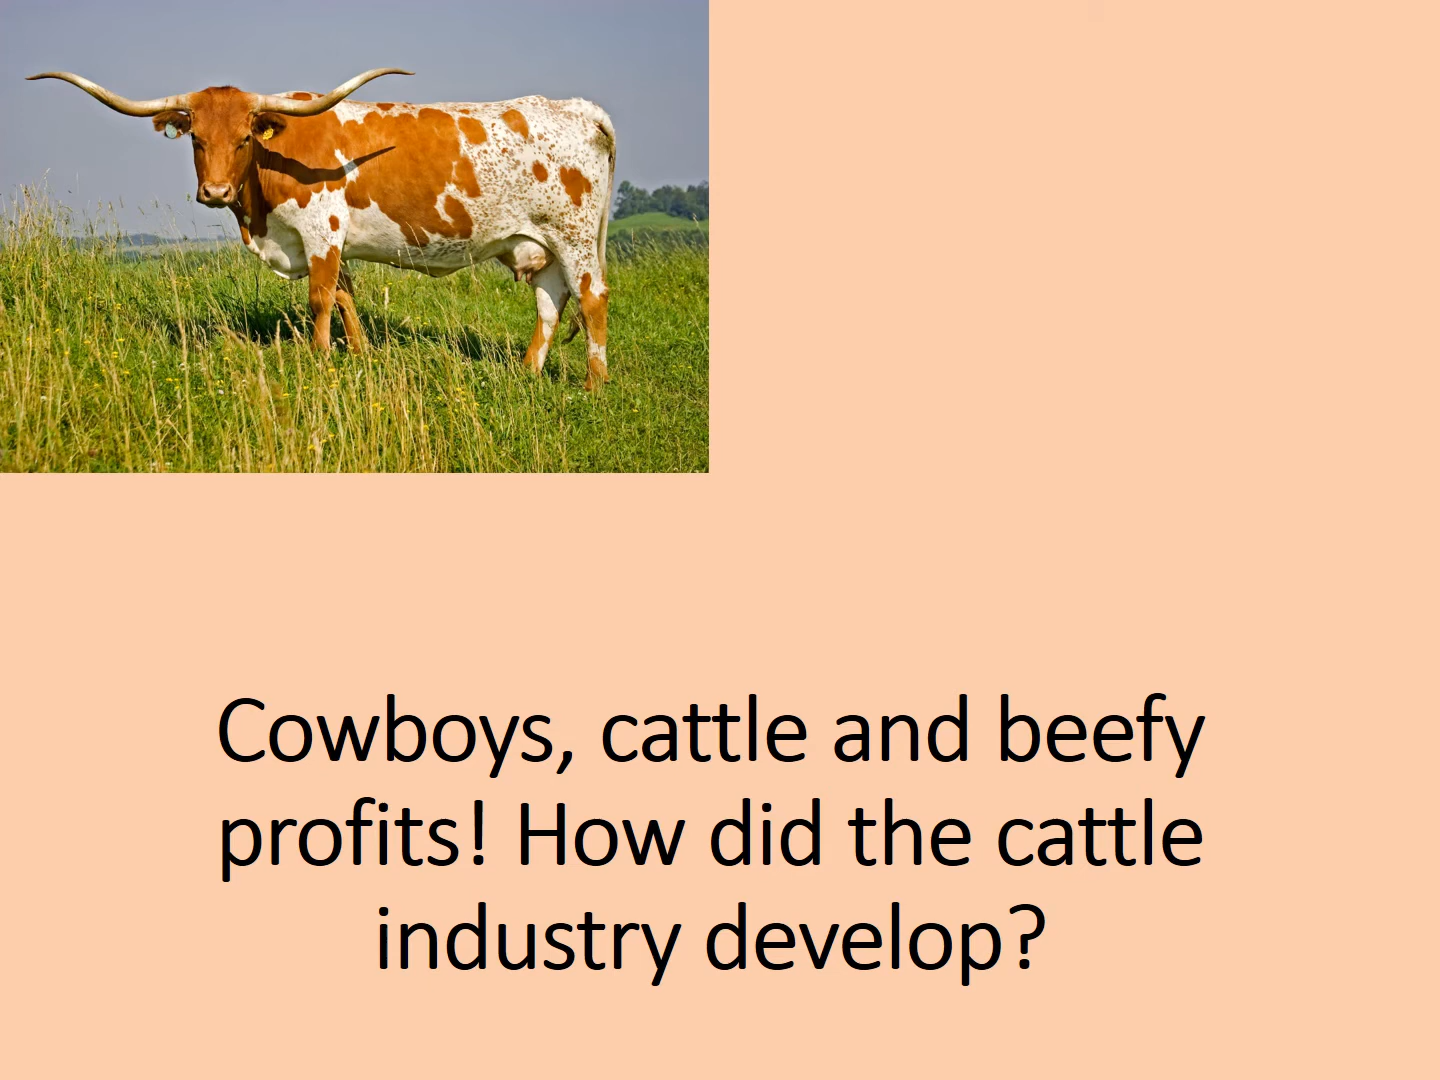 Cowboys, cattle and beefy
profits! How did the cattle
industry develop?